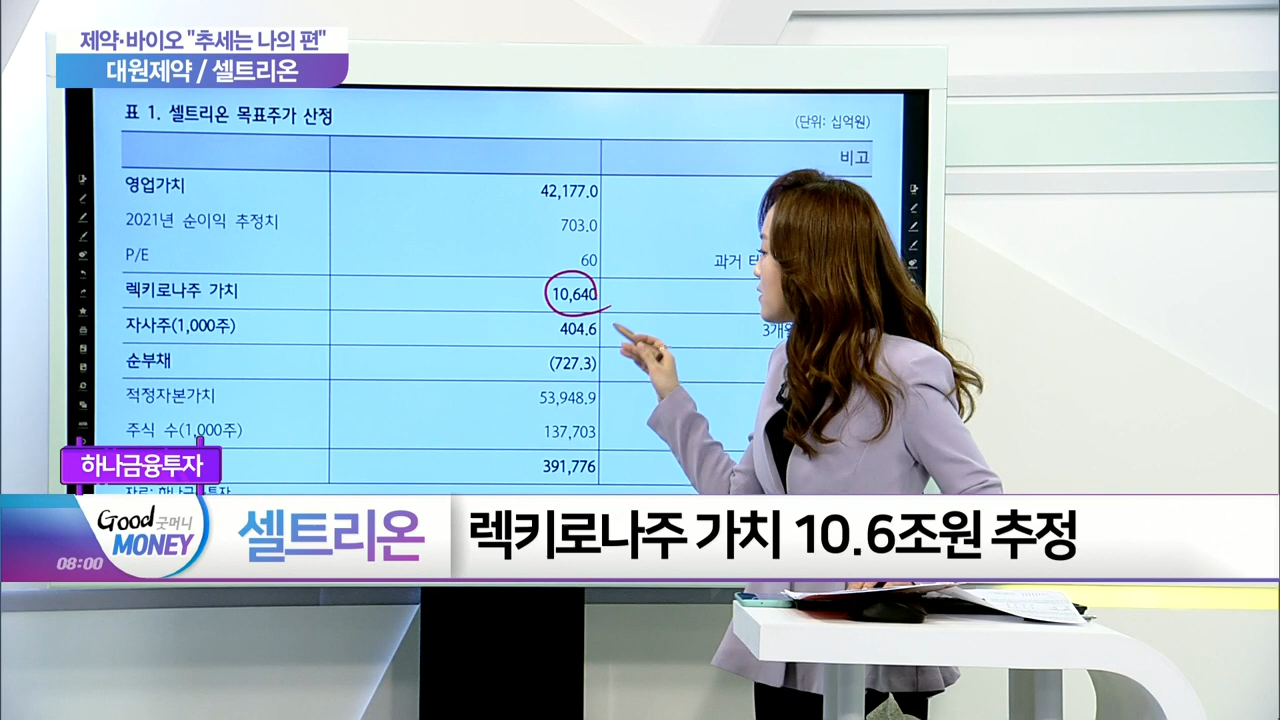 제약·바이오 "추세는 나의 편"
대원제약 / 셀트리온
표 1. 셀트리온 목표주가 산정
(단위: 십억원)
비고
영업가치 42,177.0
2021년 순이익 추정치 703.0
P/E 60 과거
렉키로나주 가치 10,640
자사주(1,000주) 404.6 3개월
순부채 (727.3)
적정자본가치 53,948.9
주식 수(1,000주) 137,703
391,776
하나금융투자
Good 굿머니
MONEY
08:00
셀트리온
렉키로나주 가치 10.6조원 추정